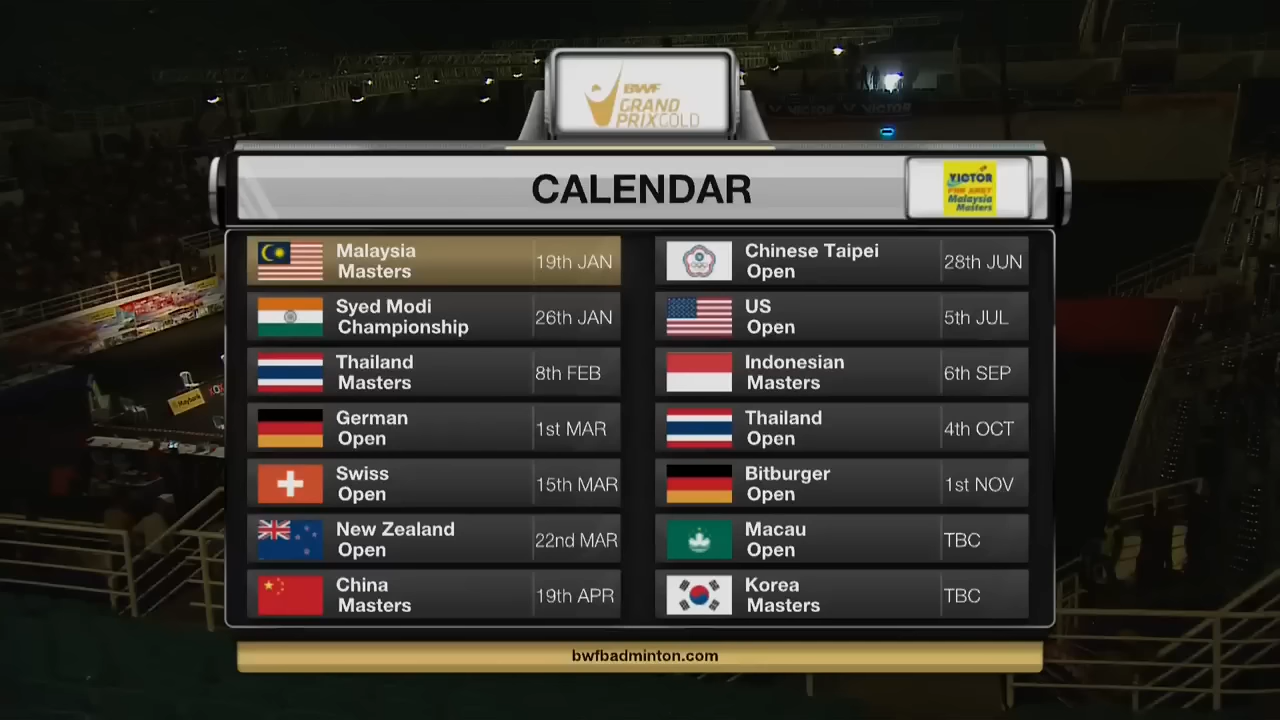 BWF
GRAND
PRIXGOLD
CALENDAR
VICTOR
Malaysia
Masters
Malaysia
Masters
19th JAN
Syed Modi
Championship
26th JAN
Thailand
Masters
8th FEB
German
Open
1st MAR
Swiss
Open
15th MAR
New Zealand
Open
22nd MAR
China
Masters
19th APR
Chinese Taipei
Open
28th JUN
US
Open
5th JUL
Indonesian
Masters
6th SEP
Thailand
Open
4th OCT
Bitburger
Open
1st NOV
Macau
Open
TBC
Korea
Masters
TBC
bwfbadminton.com